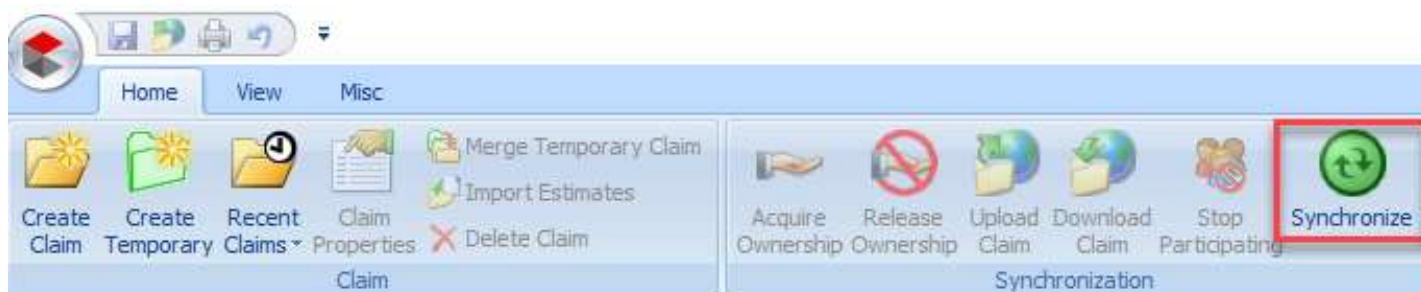 Home View Misc
Create Claim
Create Temporary
Recent Claims
Claim Properties
Merge Temporary Claim
Import Estimates
Delete Claim
Claim
Acquire Ownership
Release Ownership
Upload Claim
Download Claim
Stop Participating
Synchronize
Synchronization